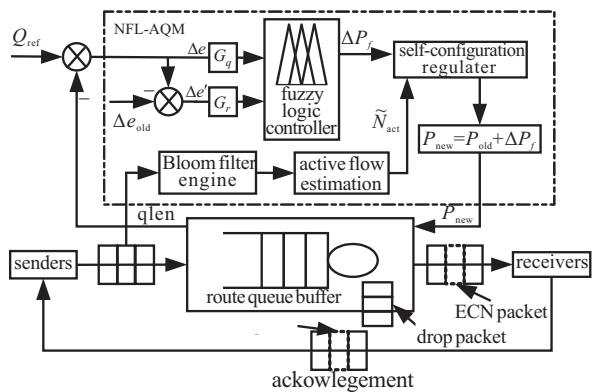 NFL-AQM
Q_ref
Δe
G_q
ΔP_f
self-configuration
regulater
−
−
Δe′
G_r
Δe_old
fuzzy
logic
controller
Ñ_act
P_new=P_old+ΔP_f
Bloom filter
engine
active flow
estimation
qlen
P_new
senders
receivers
route queue buffer
ECN packet
drop packet
ackowlegement